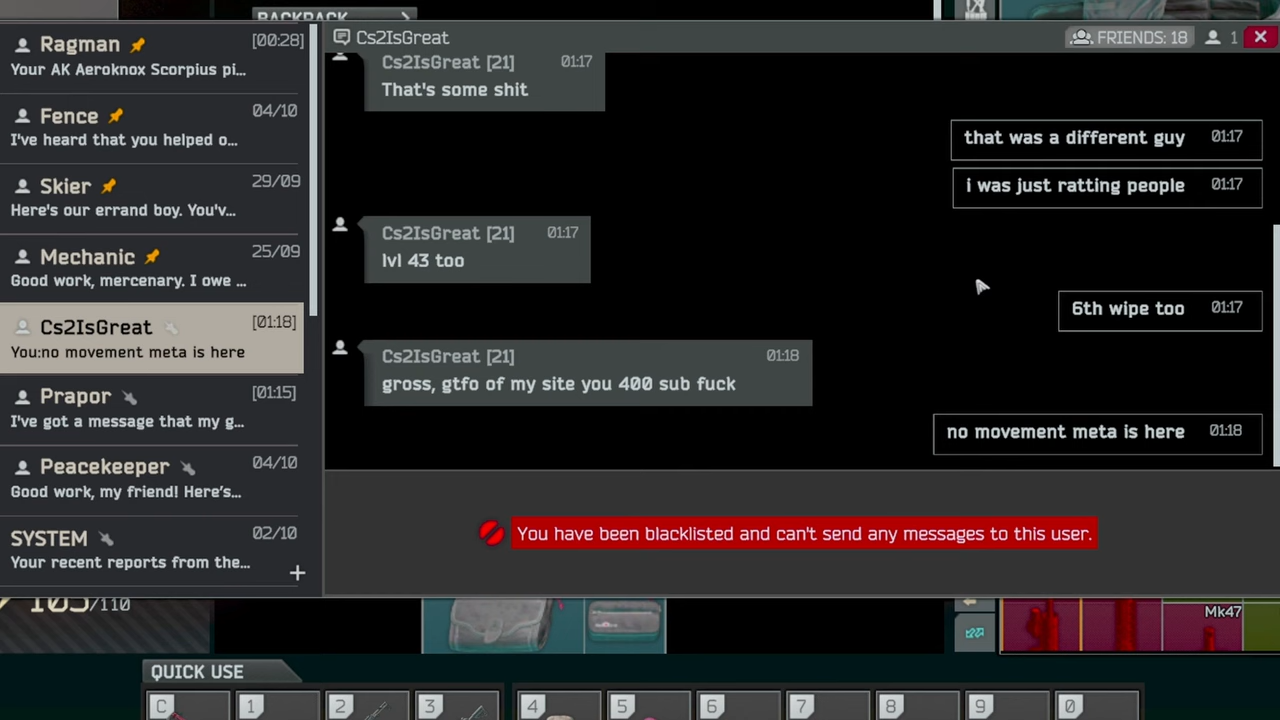 BACKPACK
Ragman [00:28]
Your AK Aeroknox Scorpius pi...
Fence 04/10
I've heard that you helped o...
Skier 29/09
Here's our errand boy. You'v...
Mechanic 25/09
Good work, mercenary. I owe ...
Cs2IsGreat [01:18]
You:no movement meta is here
Prapor [01:15]
I've got a message that my g...
Peacekeeper 04/10
Good work, my friend! Here's...
SYSTEM 02/10
Your recent reports from the...
+
Cs2IsGreat
FRIENDS: 18
1
Cs2IsGreat [21] 01:17
That's some shit
that was a different guy 01:17
i was just ratting people 01:17
Cs2IsGreat [21] 01:17
lvl 43 too
6th wipe too 01:17
Cs2IsGreat [21] 01:18
gross, gtfo of my site you 400 sub fuck
no movement meta is here 01:18
You have been blacklisted and can't send any messages to this user.
105/110
Mk47
QUICK USE
C 1 2 3 4 5 6 7 8 9 0